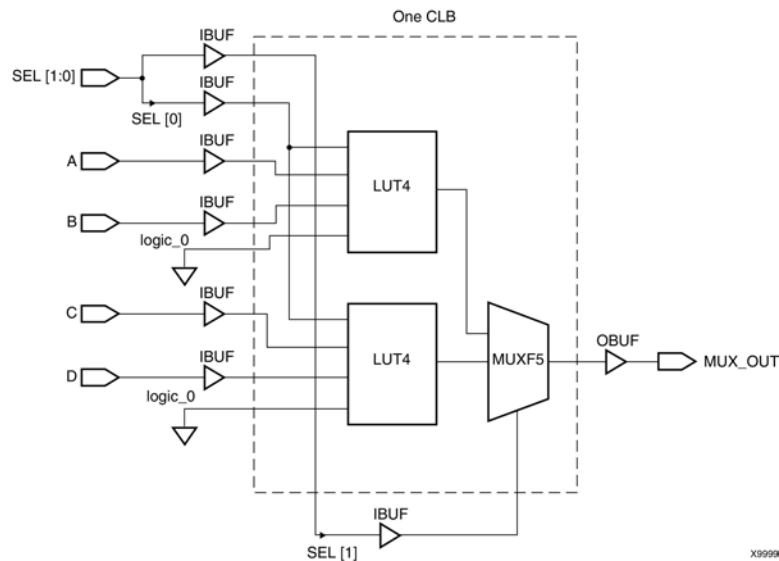 One CLB
IBUF
SEL [1:0]
IBUF
SEL [0]
IBUF
A
LUT4
IBUF
B
logic_0
IBUF
C
OBUF
LUT4
MUXF5
MUX_OUT
IBUF
D
logic_0
IBUF
SEL [1]